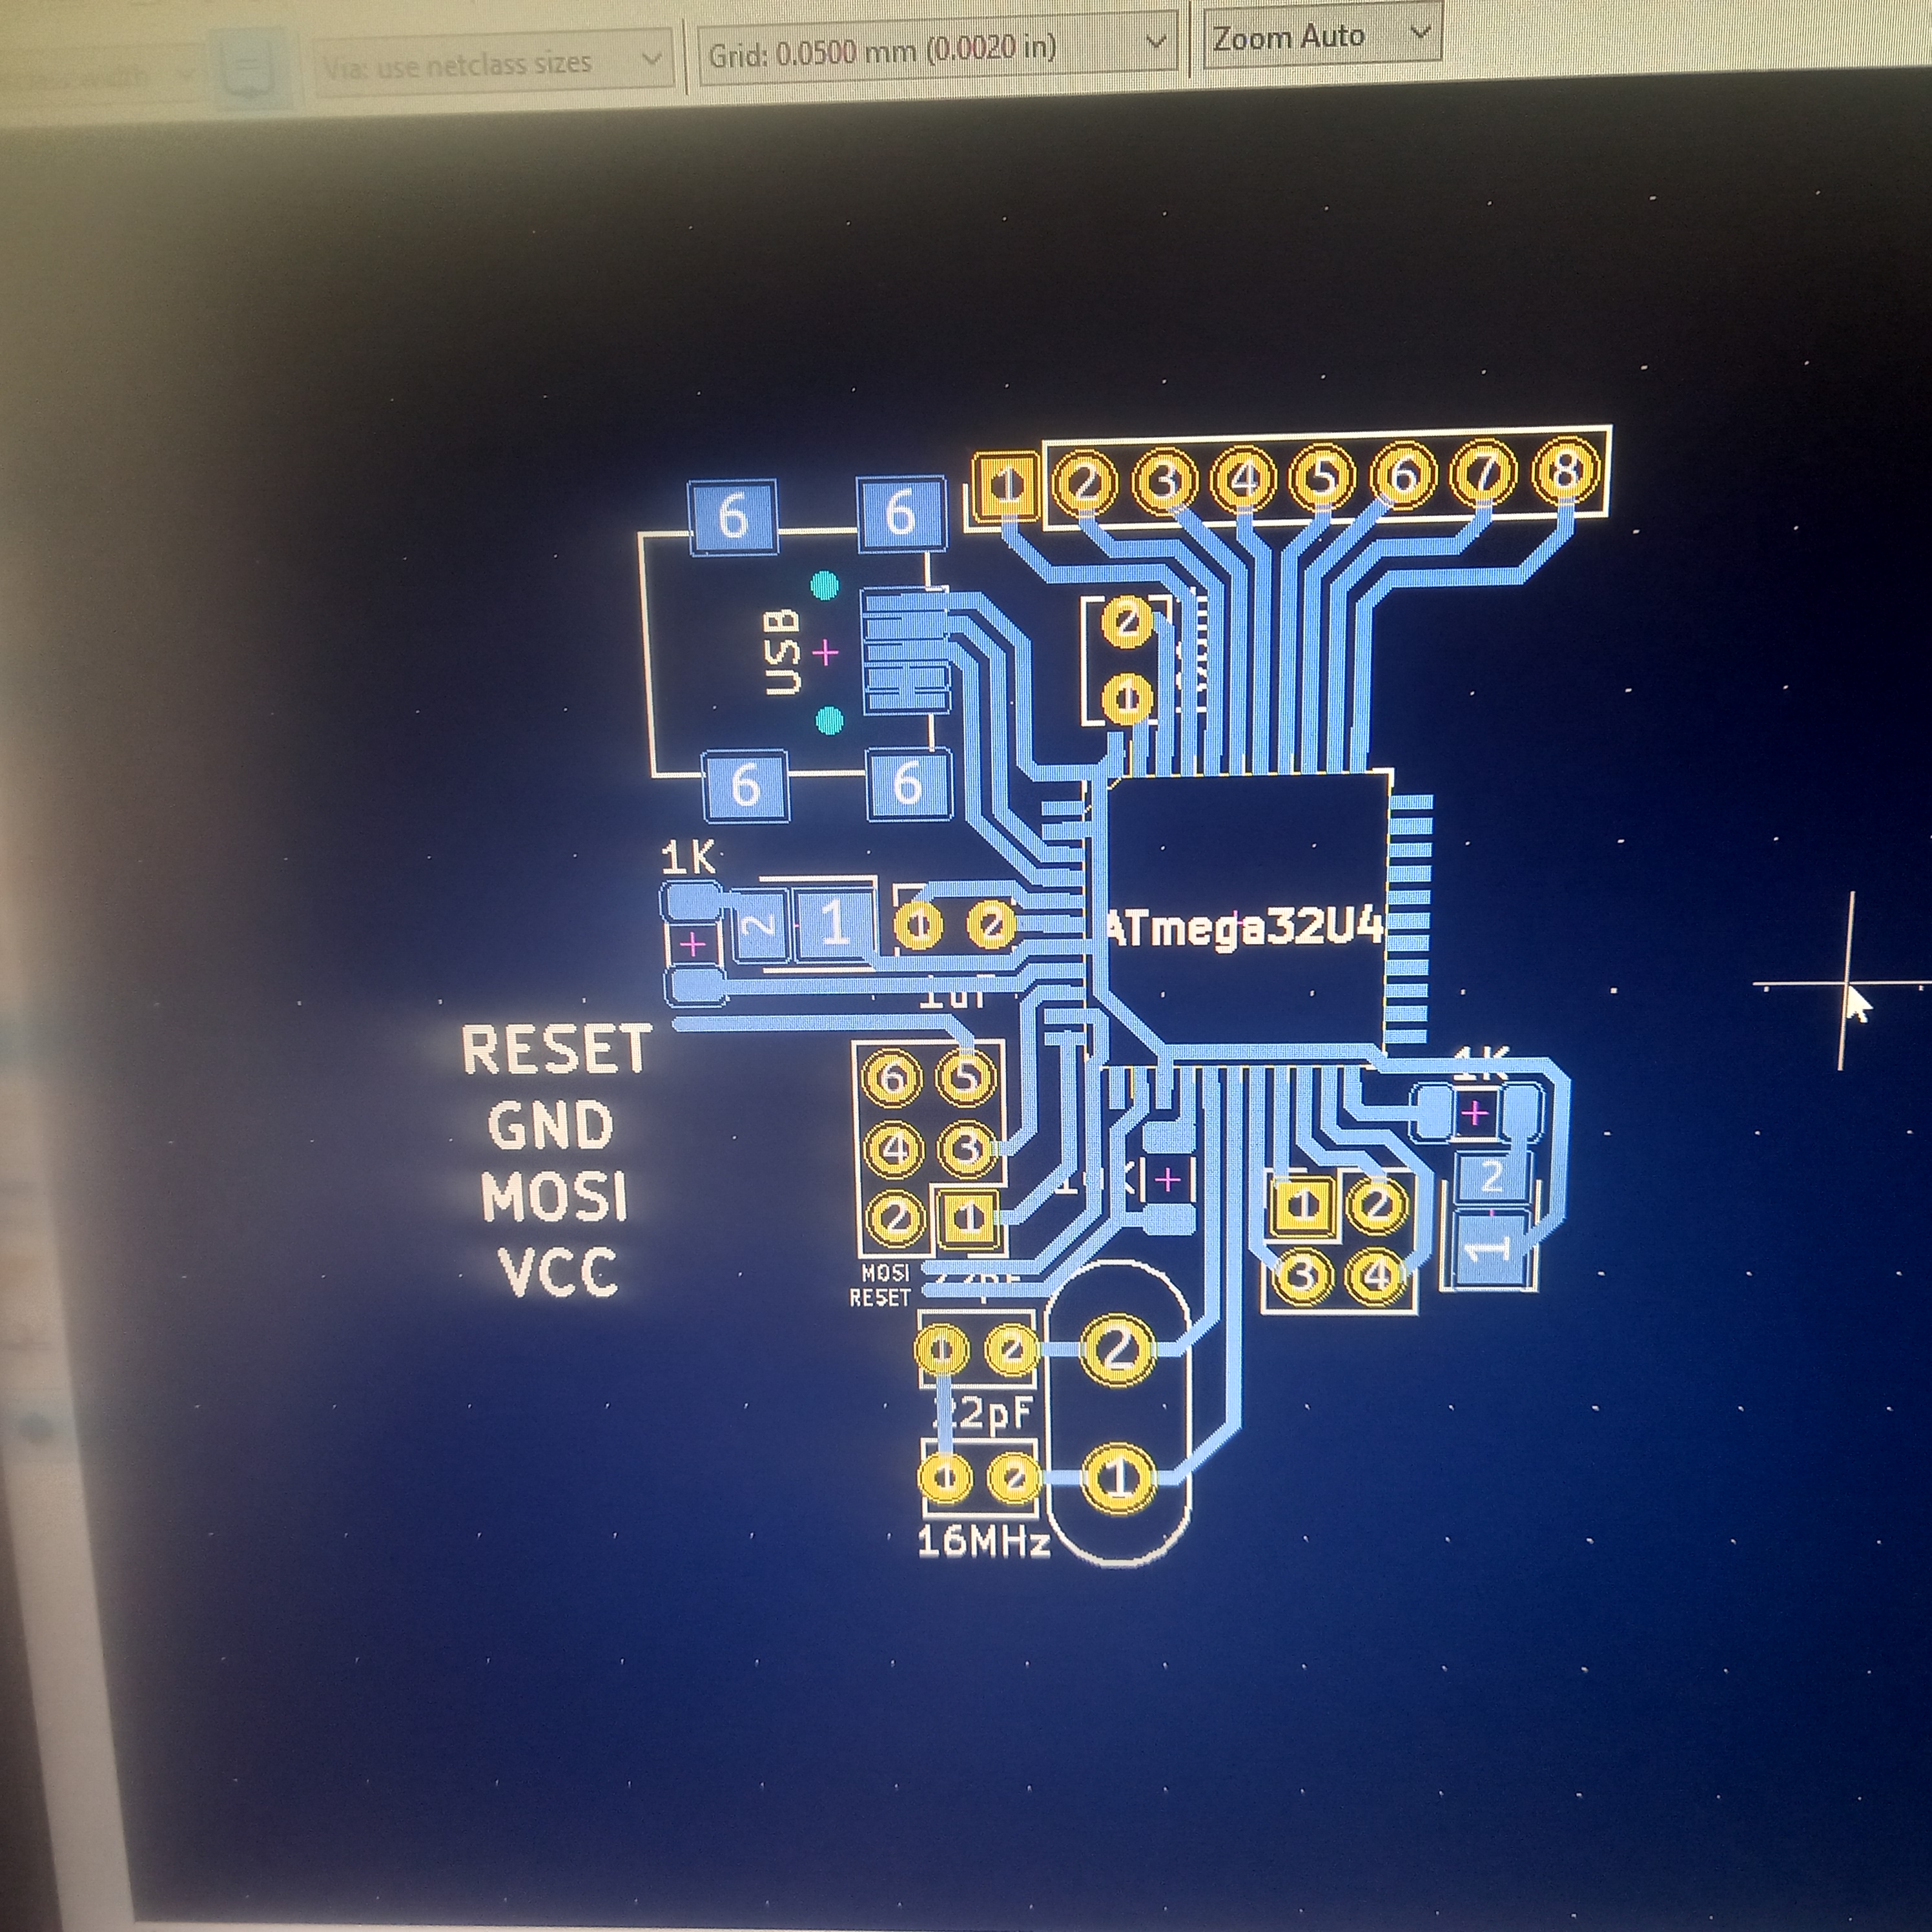 Via: use netclass sizes
Grid: 0.0500 mm (0.0020 in)
Zoom Auto
1 2 3 4 5 6 7 8
6 6
2
USB
1
6 6
1K
2 1 1 2
ATmega32U4
RESET
1K
6 5
GND
4 3
2
MOSI
2 1
1 2
1
VCC
MOSI
3 4
RESET
1 2 2
22pF
1 2 1
16MHz